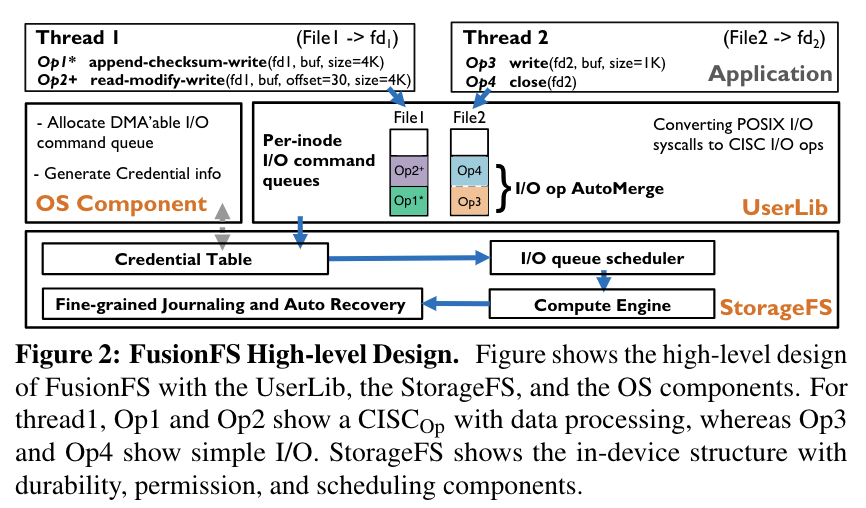 Thread 1 (File1 -> fd1)
Op1* append-checksum-write(fd1, buf, size=4K)
Op2+ read-modify-write(fd1, buf, offset=30, size=4K)
Thread 2 (File2 -> fd2)
Op3 write(fd2, buf, size=1K)
Op4 close(fd2)
Application
- Allocate DMA'able I/O
command queue
- Generate Credential info
OS Component
Per-inode
I/O command
queues
File1
Op2+
Op1*
File2
Op4
Op3
I/O op AutoMerge
Converting POSIX I/O
syscalls to CISC I/O ops
UserLib
Credential Table
I/O queue scheduler
Fine-grained Journaling and Auto Recovery
Compute Engine
StorageFS
Figure 2: FusionFS High-level Design. Figure shows the high-level design
of FusionFS with the UserLib, the StorageFS, and the OS components. For
thread1, Op1 and Op2 show a CISCOp with data processing, whereas Op3
and Op4 show simple I/O. StorageFS shows the in-device structure with
durability, permission, and scheduling components.